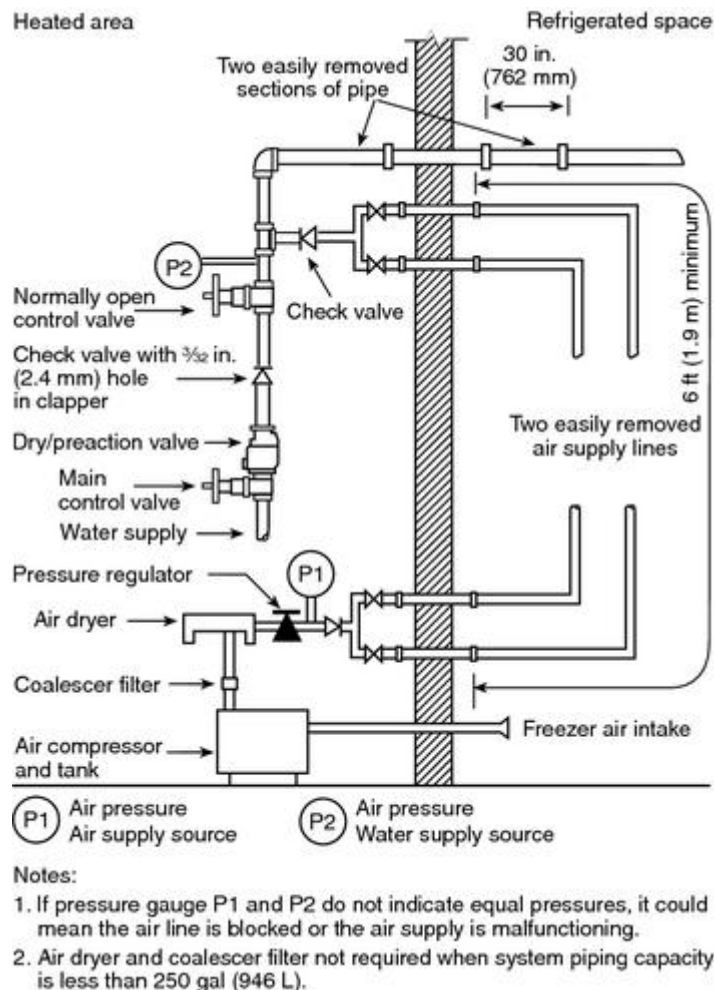 Heated area
Refrigerated space
Two easily removed
sections of pipe
30 in.
(762 mm)
P2
Normally open
control valve
Check valve
Check valve with 3⁄32 in.
(2.4 mm) hole
in clapper
6 ft (1.9 m) minimum
Two easily removed
air supply lines
Dry/preaction valve
Main
control valve
Water supply
Pressure regulator
P1
Air dryer
Coalescer filter
Air compressor
and tank
Freezer air intake
P1 Air pressure
Air supply source
P2 Air pressure
Water supply source
Notes:
1. If pressure gauge P1 and P2 do not indicate equal pressures, it could
mean the air line is blocked or the air supply is malfunctioning.
2. Air dryer and coalescer filter not required when system piping capacity
is less than 250 gal (946 L).